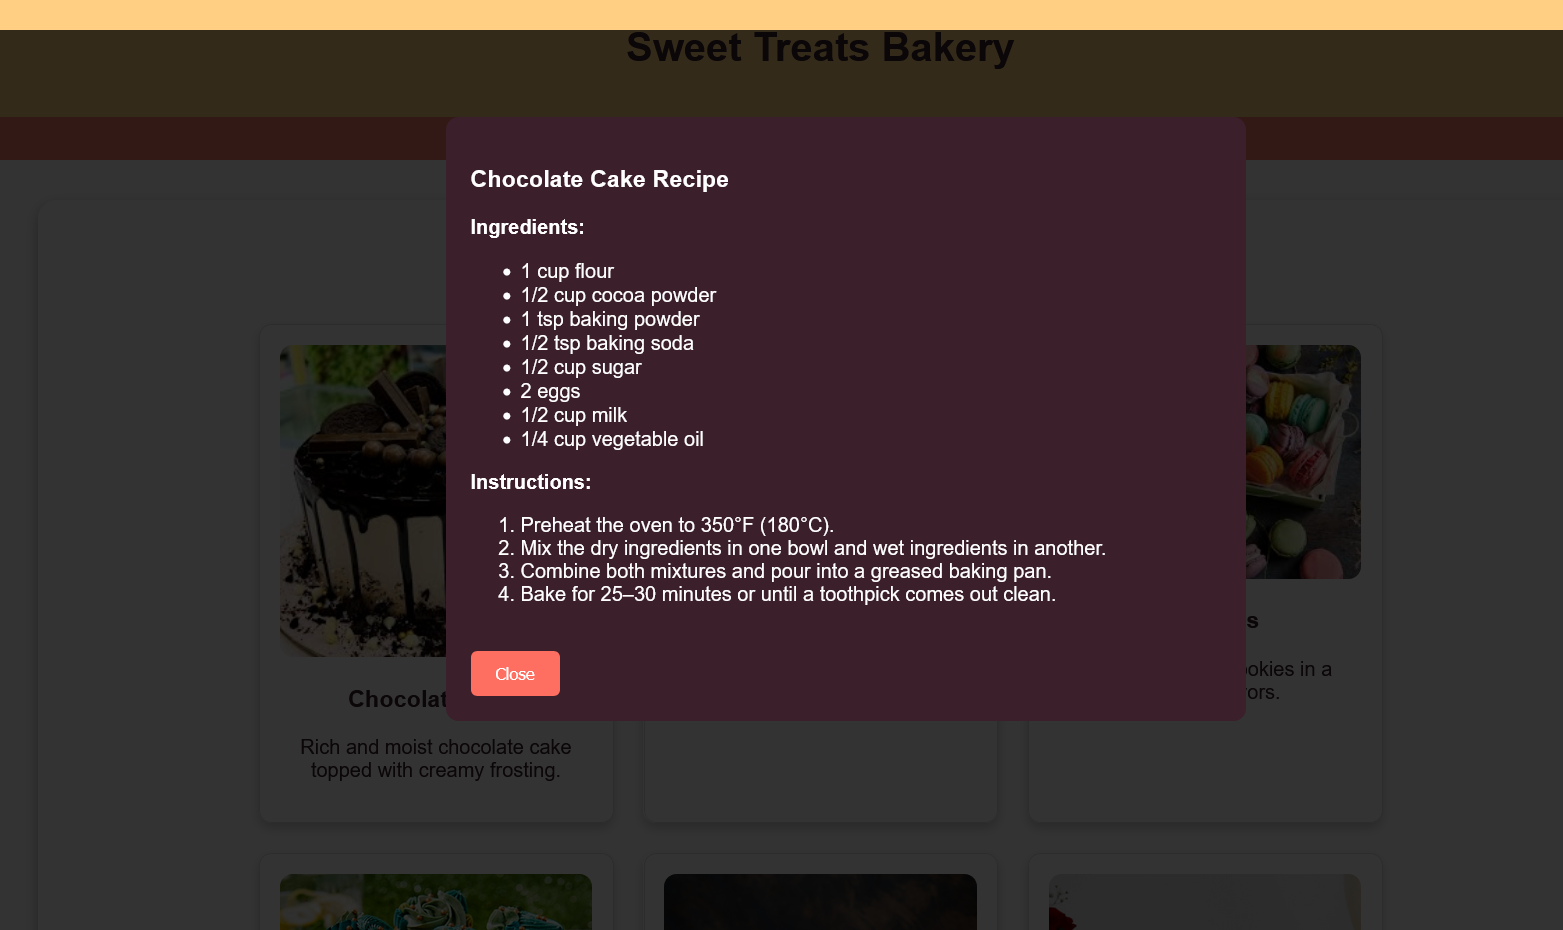 Sweet Treats Bakery
Chocolate Cake Recipe
Ingredients:
• 1 cup flour
• 1/2 cup cocoa powder
• 1 tsp baking powder
• 1/2 tsp baking soda
• 1/2 cup sugar
• 2 eggs
• 1/2 cup milk
• 1/4 cup vegetable oil
Instructions:
1. Preheat the oven to 350°F (180°C).
2. Mix the dry ingredients in one bowl and wet ingredients in another.
3. Combine both mixtures and pour into a greased baking pan.
4. Bake for 25–30 minutes or until a toothpick comes out clean.
Close
Chocolat
Rich and moist chocolate cake
topped with creamy frosting.
s
ookies in a
ors.